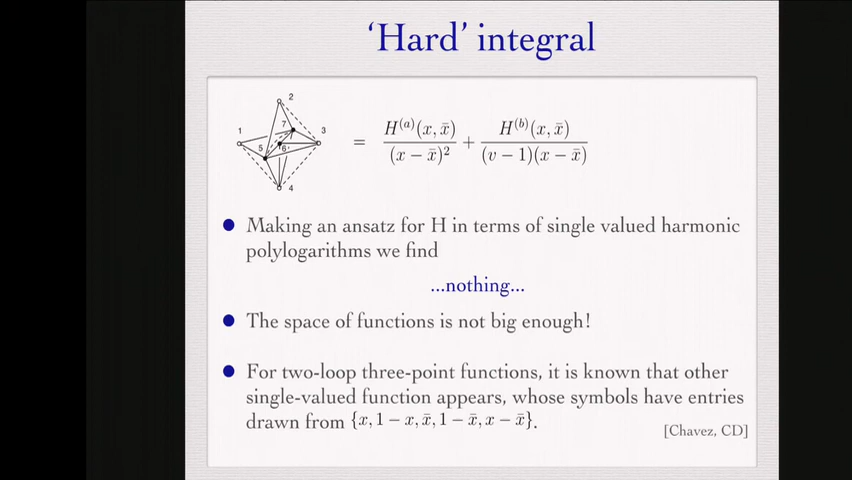 ‘Hard’ integral
2
1
7
3
5
6
4
= H^{(a)}(x, x̄) / (x − x̄)² + H^{(b)}(x, x̄) / (v − 1)(x − x̄)
● Making an ansatz for H in terms of single valued harmonic
polylogarithms we find
...nothing...
● The space of functions is not big enough!
● For two-loop three-point functions, it is known that other
single-valued function appears, whose symbols have entries
drawn from {x, 1 − x, x̄, 1 − x̄, x − x̄}.
[Chavez, CD]